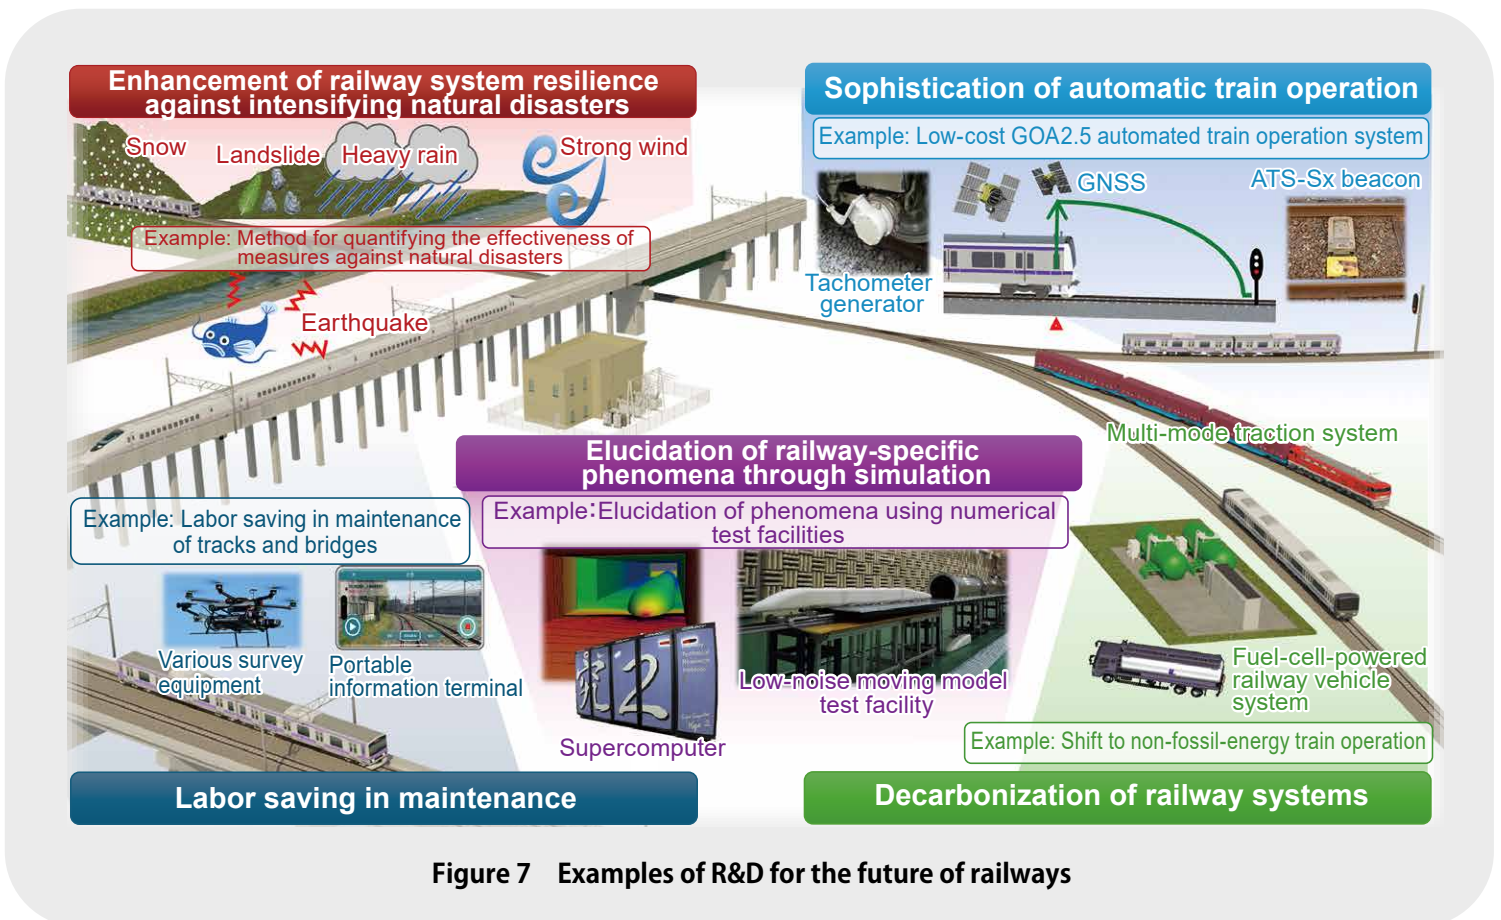 Enhancement of railway system resilience
against intensifying natural disasters
Snow
Landslide
Heavy rain
Strong wind
Example: Method for quantifying the effectiveness of
measures against natural disasters
Earthquake
Sophistication of automatic train operation
Example: Low-cost GOA2.5 automated train operation system
GNSS
ATS-Sx beacon
Tachometer
generator
Elucidation of railway-specific
phenomena through simulation
Example:Elucidation of phenomena using numerical
test facilities
Supercomputer
Low-noise moving model
test facility
Example: Labor saving in maintenance
of tracks and bridges
Various survey
equipment
Portable
information terminal
Labor saving in maintenance
Multi-mode traction system
Fuel-cell-powered
railway vehicle
system
Example: Shift to non-fossil-energy train operation
Decarbonization of railway systems
Figure 7 Examples of R&D for the future of railways